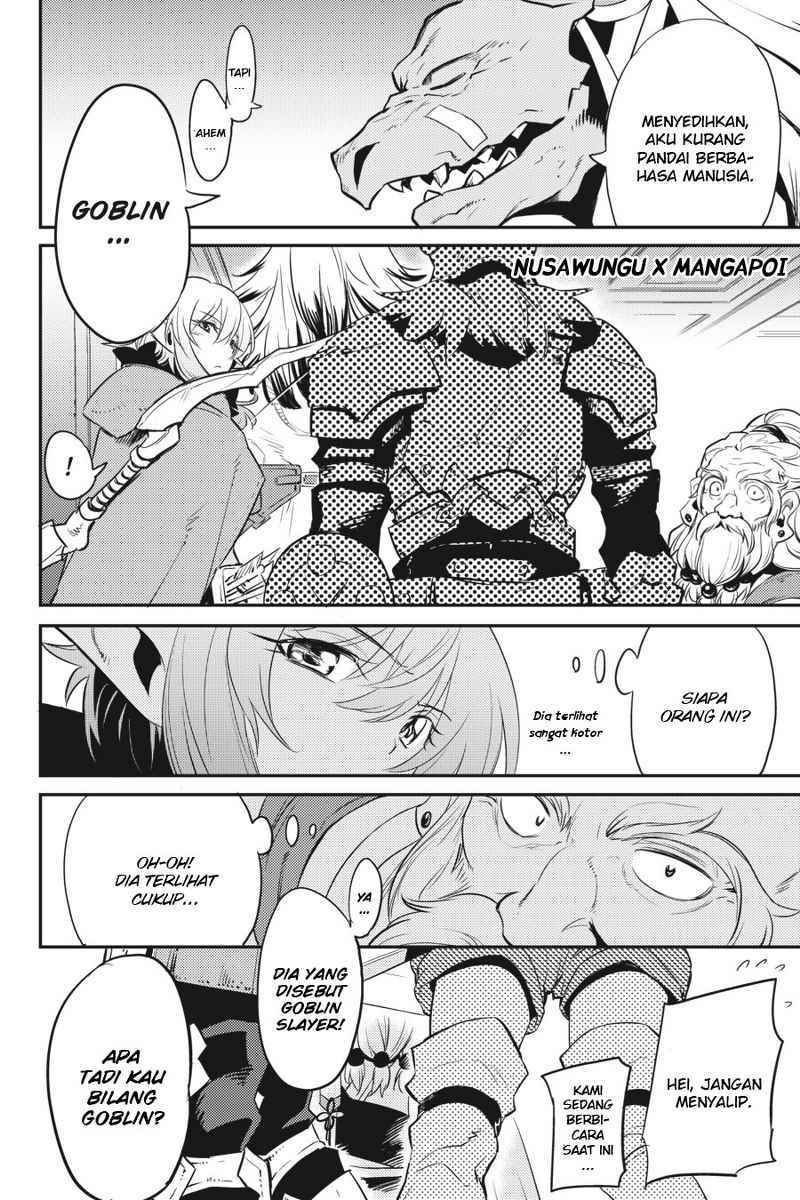 MENYEDIHKAN,
AKU KURANG
PANDAI BERBA-
HASA MANUSIA.
TAPI
...
AHEM
...
GOBLIN
...
NUSAWUNGU X MANGAPOI
!
SIAPA
ORANG INI?
Dia terlihat
sangat kotor
...
OH-OH!
DIA TERLIHAT
CUKUP...
YA
...
DIA YANG
DISEBUT
GOBLIN
SLAYER!
HEI, JANGAN
MENYALIP.
KAMI
SEDANG
BERBI-
CARA
SAAT INI
...
APA
TADI KAU
BILANG
GOBLIN?